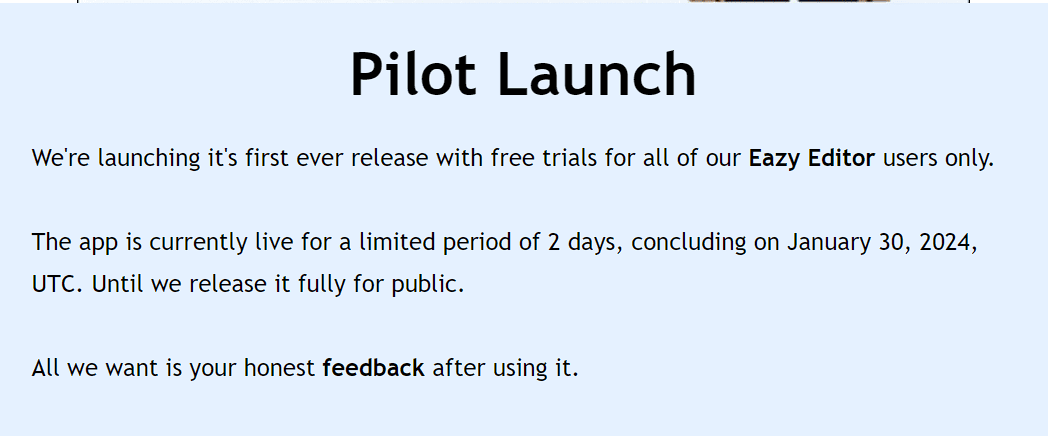 Pilot Launch
We're launching it's first ever release with free trials for all of our Eazy Editor users only.
The app is currently live for a limited period of 2 days, concluding on January 30, 2024,
UTC. Until we release it fully for public.
All we want is your honest feedback after using it.